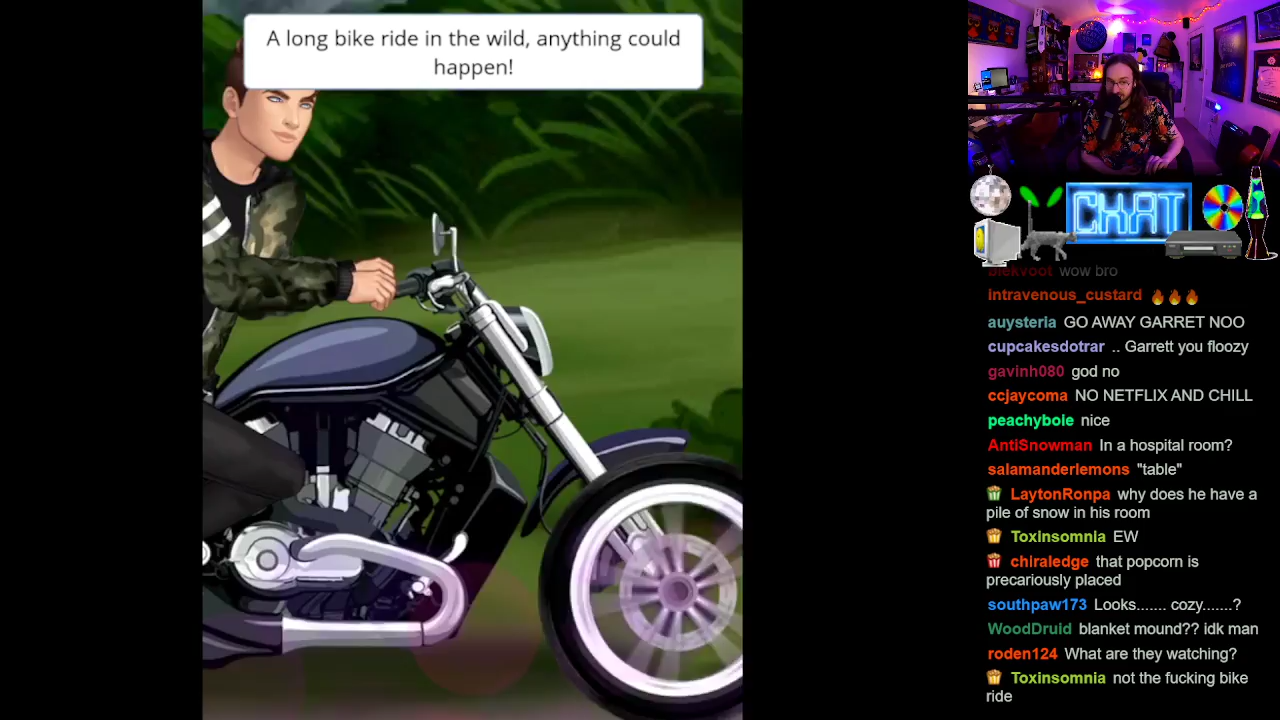 A long bike ride in the wild, anything could
happen!
CHAT
wow bro
intravenous_custard 🔥🔥🔥
auysteria GO AWAY GARRET NOO
cupcakesdotrar .. Garrett you floozy
gavinh080 god no
ccjaycoma NO NETFLIX AND CHILL
peachyboie nice
AntiSnowman In a hospital room?
salamanderlemons "table"
LaytonRonpa why does he have a
pile of snow in his room
Toxinsomnia EW
chiraledge that popcorn is
precariously placed
southpaw173 Looks....... cozy.......?
WoodDruid blanket mound?? idk man
roden124 What are they watching?
Toxinsomnia not the fucking bike
ride